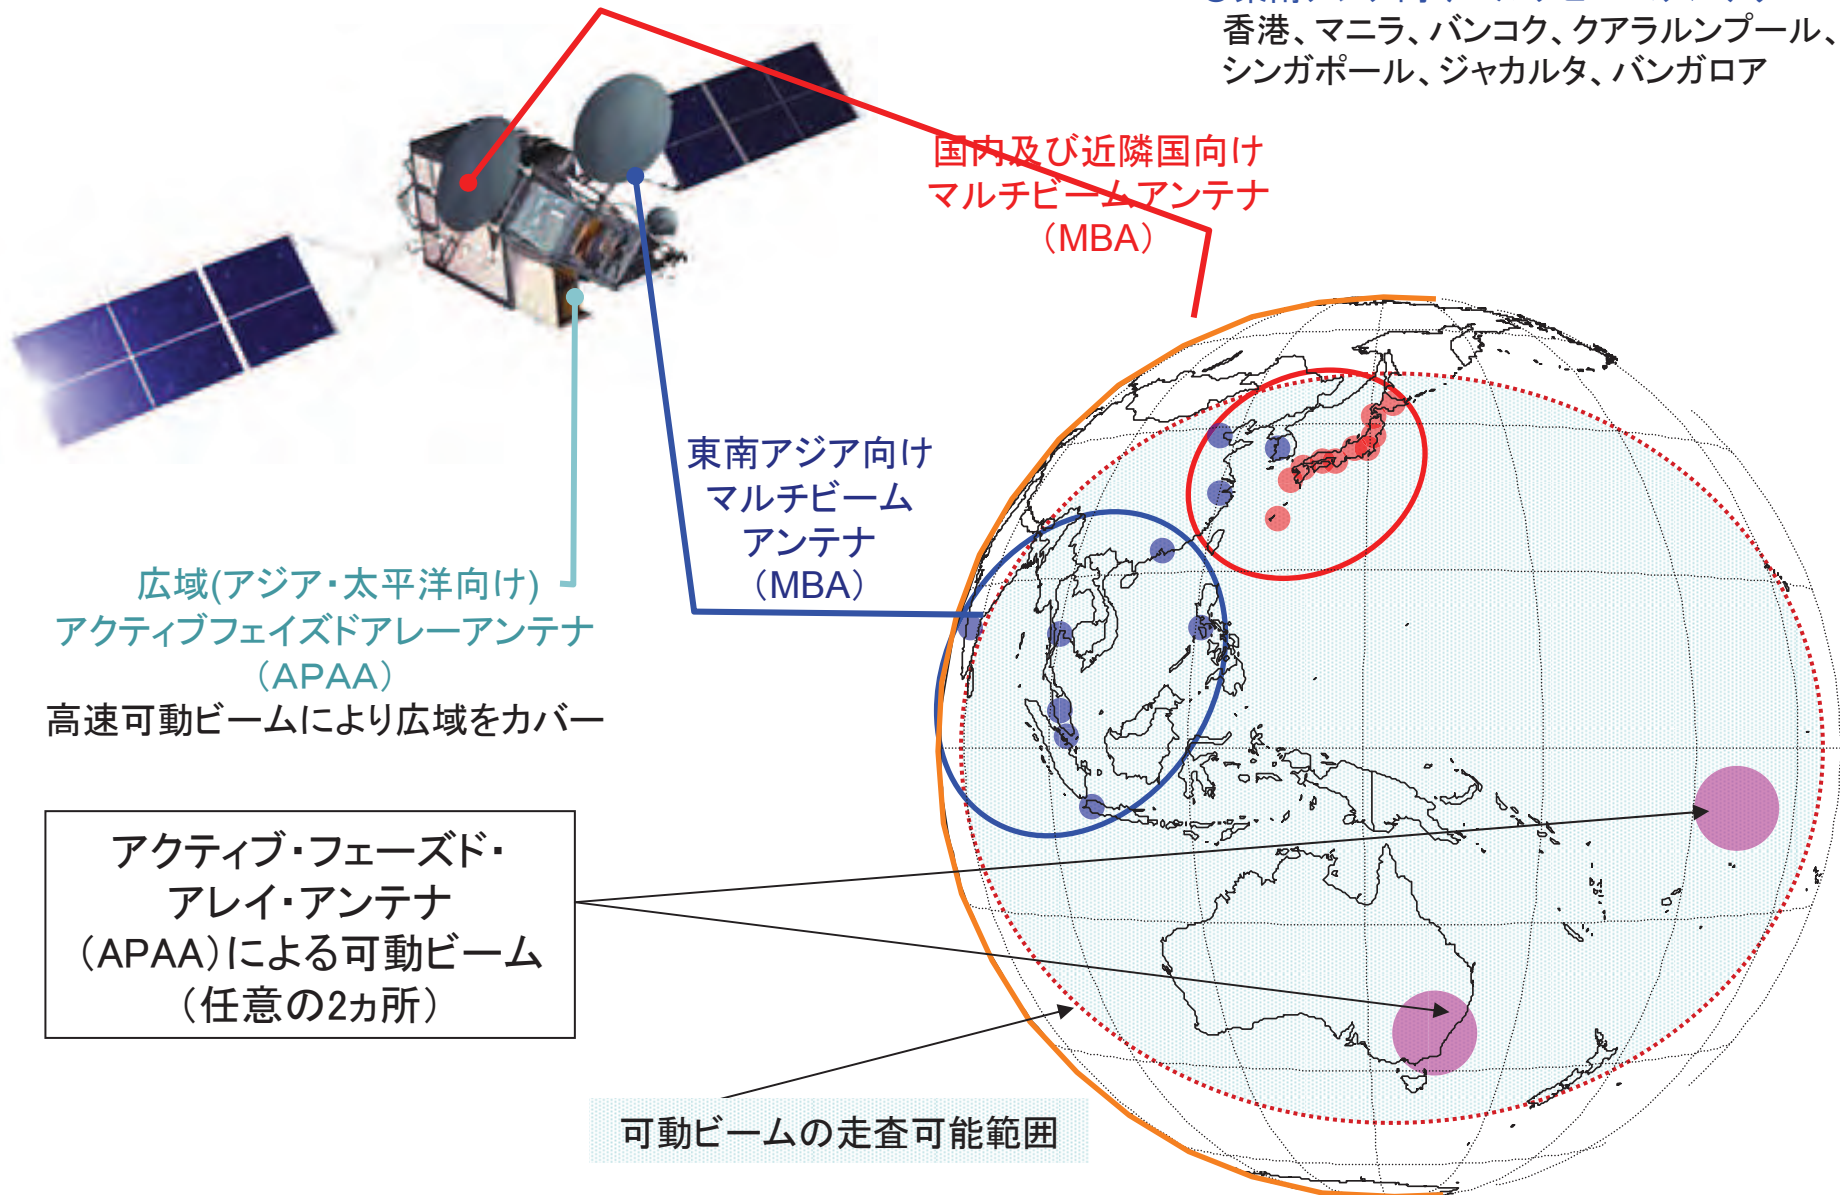 香港、マニラ、バンコク、クアラルンプール、
シンガポール、ジャカルタ、バンガロア
国内及び近隣国向け
マルチビームアンテナ
（MBA）
東南アジア向け
マルチビーム
アンテナ
（MBA）
広域(アジア・太平洋向け)
アクティブフェイズドアレーアンテナ
（ＡＰＡＡ）
高速可動ビームにより広域をカバー
アクティブ・フェーズド・
アレイ・アンテナ
（APAA）による可動ビーム
（任意の2ヵ所）
可動ビームの走査可能範囲